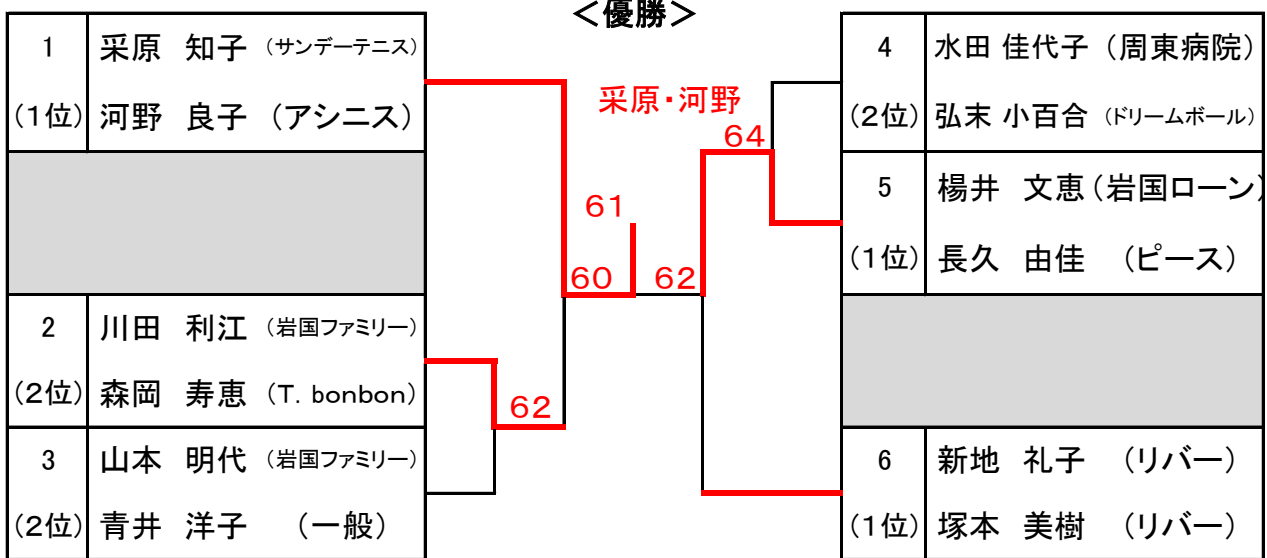 <優勝>
1 采原 知子 (サンデーテニス)
(1位) 河野 良子 (アシニス)
2 川田 利江 (岩国ファミリー)
(2位) 森岡 寿恵 (T. bonbon)
3 山本 明代 (岩国ファミリー)
(2位) 青井 洋子 (一般)
采原・河野
64
61
60 62
62
4 水田 佳代子 (周東病院)
(2位) 弘末 小百合 (ドリームボール)
5 楊井 文恵 (岩国ローン)
(1位) 長久 由佳 (ピース)
6 新地 礼子 (リバー)
(1位) 塚本 美樹 (リバー)